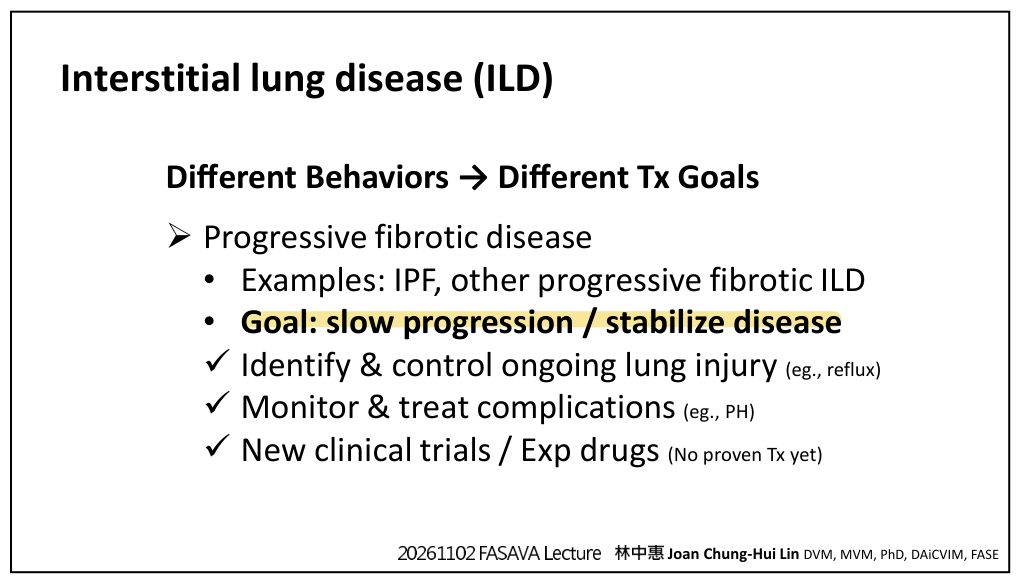 Interstitial lung disease (ILD)
Different Behaviors → Different Tx Goals
➢ Progressive fibrotic disease
• Examples: IPF, other progressive fibrotic ILD
• Goal: slow progression / stabilize disease
✓ Identify & control ongoing lung injury (eg., reflux)
✓ Monitor & treat complications (eg., PH)
✓ New clinical trials / Exp drugs (No proven Tx yet)
20261102 FASAVA Lecture 林中惠 Joan Chung-Hui Lin DVM, MVM, PhD, DAiCVIM, FASE